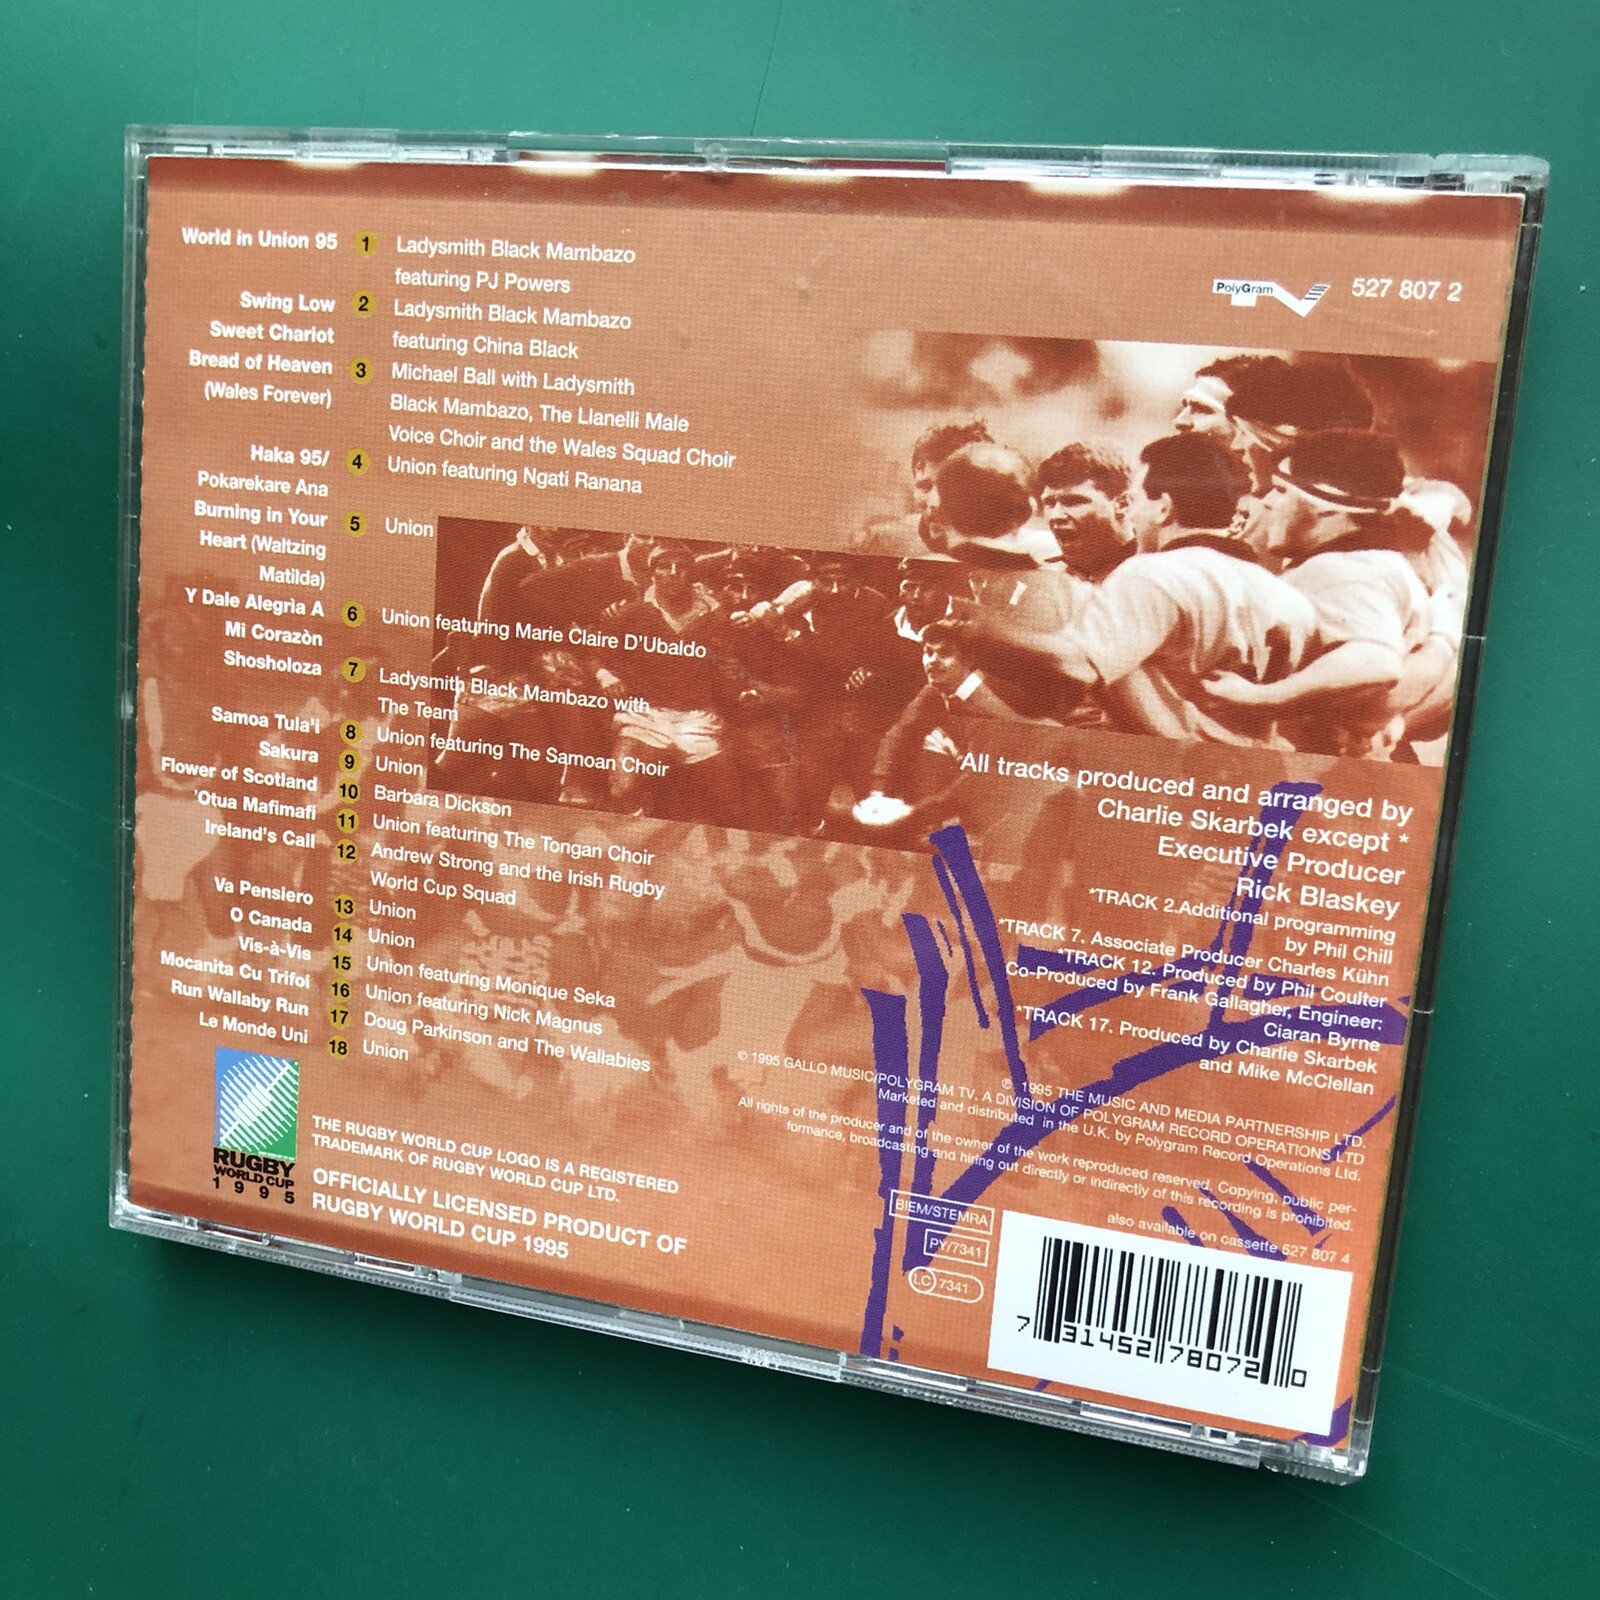 World in Union 95 1 Ladysmith Black Mambazo
featuring PJ Powers
Swing Low 2 Ladysmith Black Mambazo
Sweet Chariot featuring China Black
Bread of Heaven 3 Michael Ball with Ladysmith
(Wales Forever) Black Mambazo, The Llanelli Male
Voice Choir and the Wales Squad Choir
Haka 95/ 4 Union featuring Ngati Ranana
Pokarekare Ana
Burning in Your 5 Union
Heart (Waltzing
Matilda)
Y Dale Alegrìa A 6 Union featuring Marie Claire D'Ubaldo
Mi Corazòn
Shosholoza 7 Ladysmith Black Mambazo with
The Team
Samoa Tula'i 8 Union featuring The Samoan Choir
Sakura 9 Union
Flower of Scotland 10 Barbara Dickson
'Otua Mafimafi 11 Union featuring The Tongan Choir
Ireland's Call 12 Andrew Strong and the Irish Rugby
World Cup Squad
Va Pensiero 13 Union
O Canada 14 Union
Vis-à-Vis 15 Union featuring Monique Seka
Mocanita Cu Trifoi 16 Union featuring Nick Magnus
Run Wallaby Run 17 Doug Parkinson and The Wallabies
Le Monde Uni 18 Union
PolyGram 527 807 2
All tracks produced and arranged by
Charlie Skarbek except *
Executive Producer
Rick Blaskey
*TRACK 2.Additional programming
by Phil Chill
*TRACK 7. Associate Producer Charles Kühn
*TRACK 12. Produced by Phil Coulter
Co-Produced by Frank Gallagher, Engineer:
Ciaran Byrne
*TRACK 17. Produced by Charlie Skarbek
and Mike McClellan
℗ 1995 THE MUSIC AND MEDIA PARTNERSHIP LTD.
© 1995 GALLO MUSIC/POLYGRAM TV. A DIVISION OF POLYGRAM RECORD OPERATIONS LTD
Marketed and distributed in the U.K. by Polygram Record Operations Ltd.
All rights of the producer and of the owner of the work reproduced reserved. Copying, public per-
formance, broadcasting and hiring out directly or indirectly of this recording is prohibited.
also available on cassette 527 807 4
BIEM/STEMRA
PY/7341
LC 7341
7 31452 78072 0
RUGBY
WORLD CUP
1995
THE RUGBY WORLD CUP LOGO IS A REGISTERED
TRADEMARK OF RUGBY WORLD CUP LTD.
OFFICIALLY LICENSED PRODUCT OF
RUGBY WORLD CUP 1995